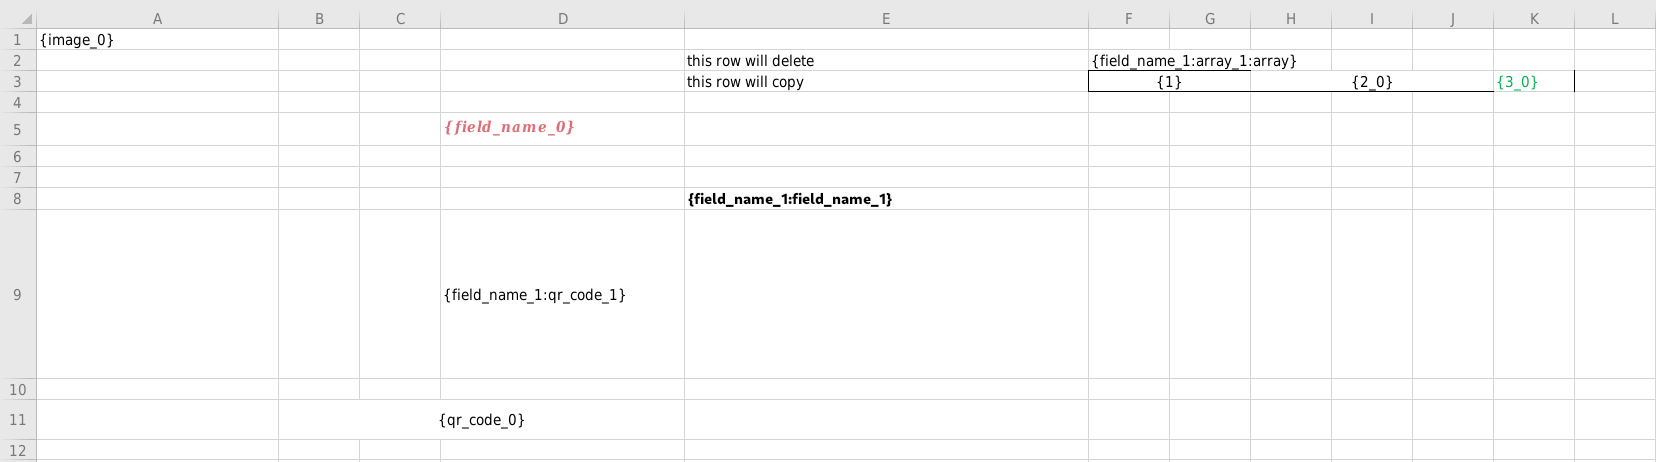 A B C D E F G H I J K L
1 {image_0}
2 this row will delete {field_name_1:array_1:array}
3 this row will copy {1} {2_0} {3_0}
4
5 {field_name_0}
6
7
8 {field_name_1:field_name_1}
9 {field_name_1:qr_code_1}
10
11 {qr_code_0}
12